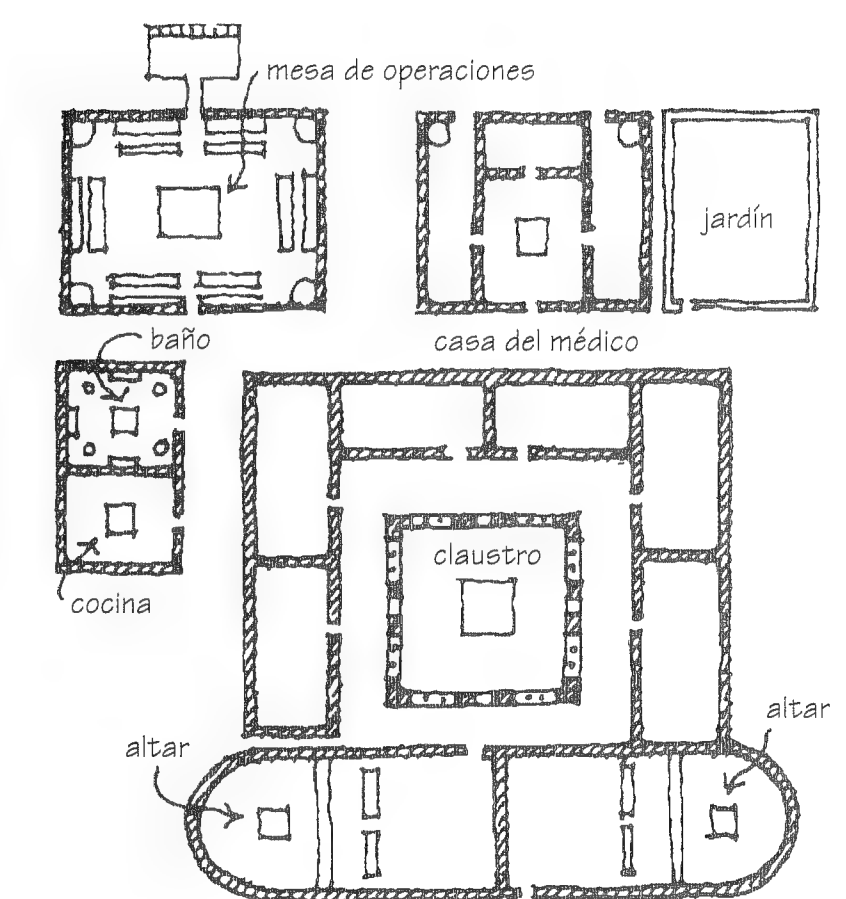 mesa de operaciones
jardín
baño
casa del médico
claustro
cocina
altar
altar